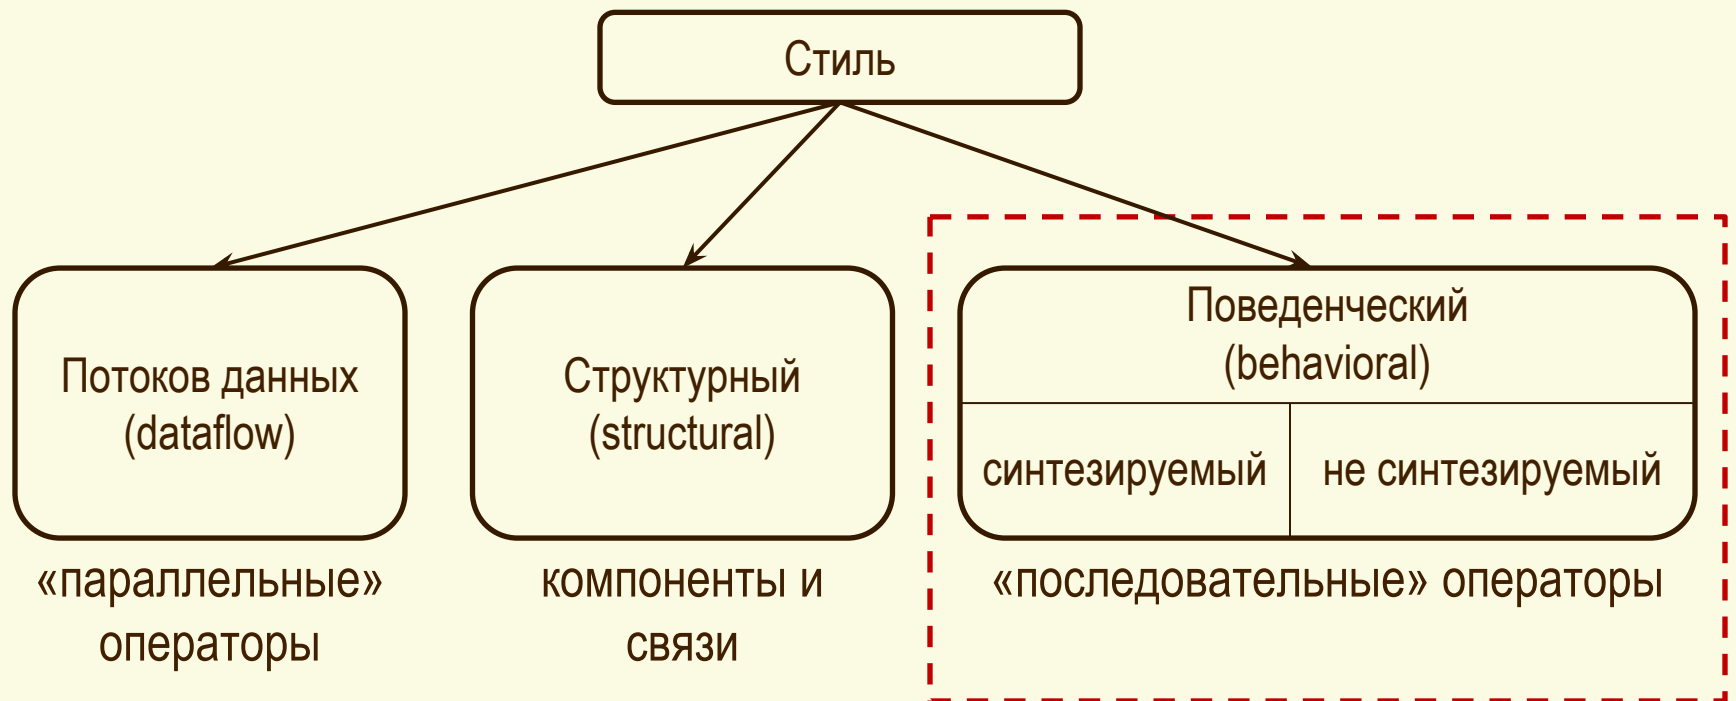 Стиль
Потоков данных
(dataflow)
«параллельные»
операторы
Структурный
(structural)
компоненты и
связи
Поведенческий
(behavioral)
синтезируемый
не синтезируемый
«последовательные» операторы